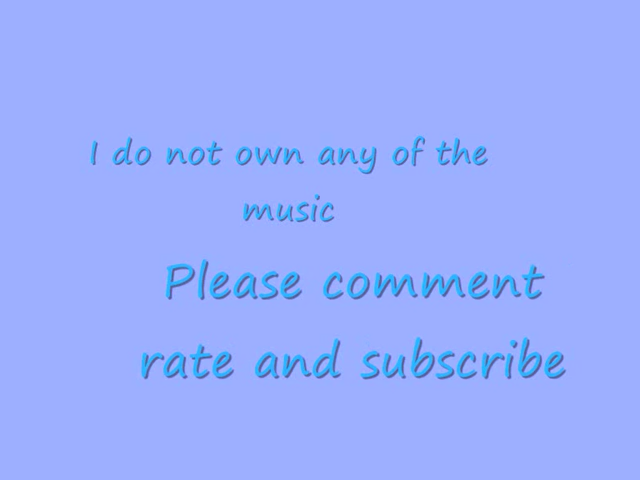 I do not own any of the
music
Please comment
rate and subscribe